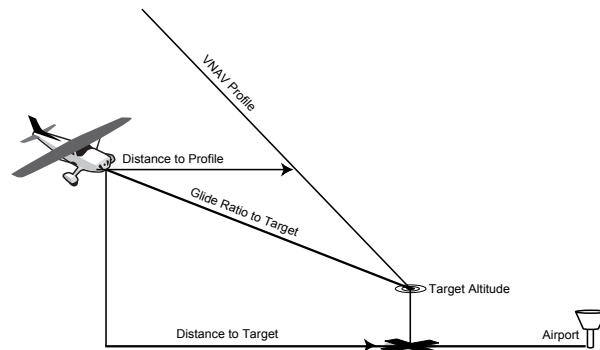 VNAV Profile
Distance to Profile
Glide Ratio to Target
Target Altitude
Distance to Target
Airport